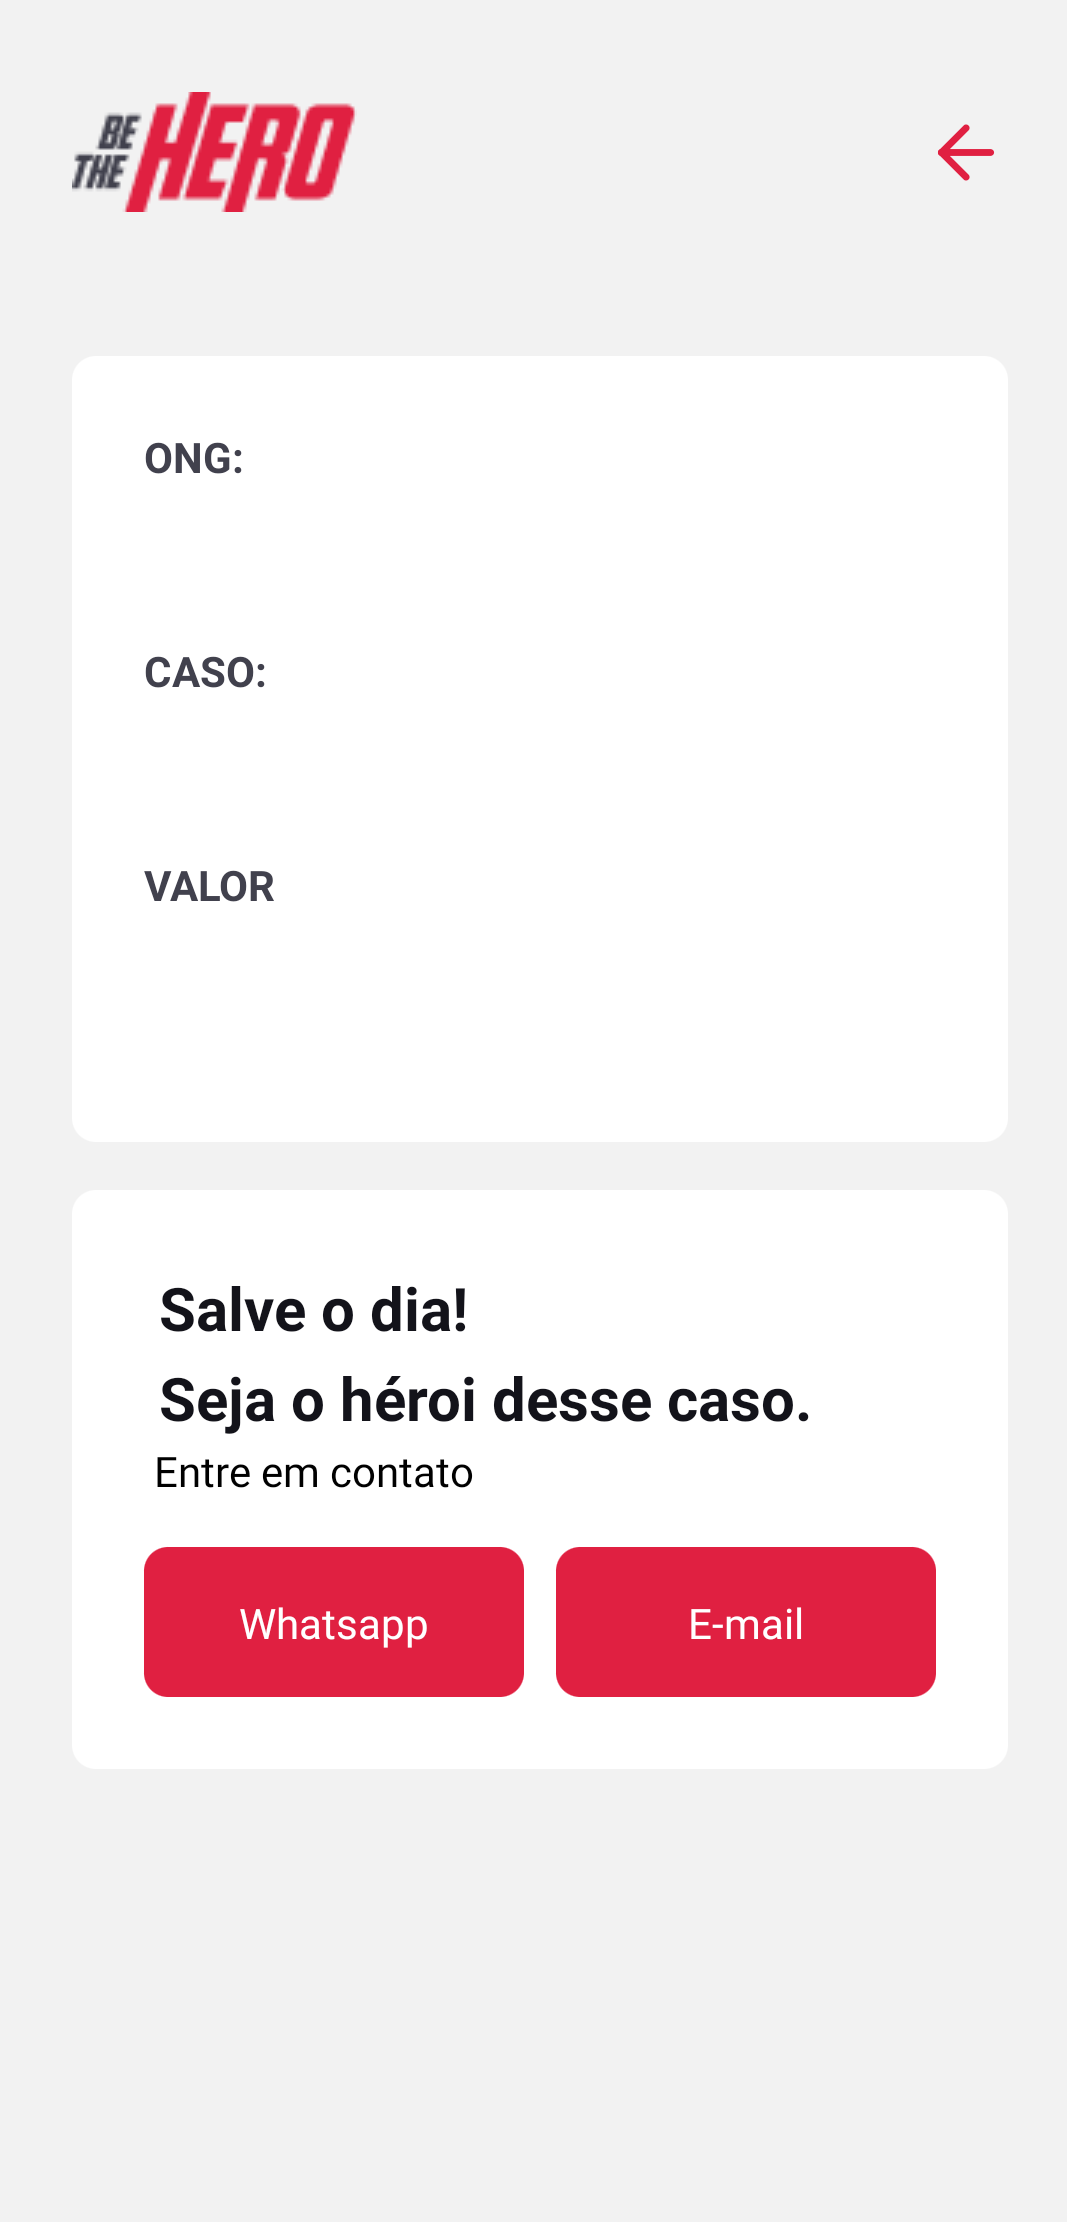 BE
THE HERO
ONG:
CASO:
VALOR
Salve o dia!
Seja o héroi desse caso.
Entre em contato
Whatsapp
E-mail